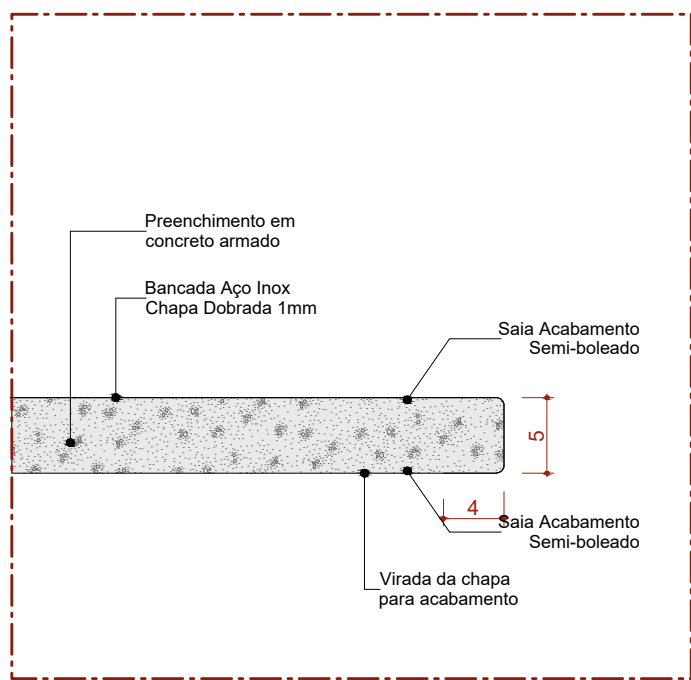 Preenchimento em
concreto armado
Bancada Aço Inox
Chapa Dobrada 1mm
Saia Acabamento
Semi-boleado
5
4
Saia Acabamento
Semi-boleado
Virada da chapa
para acabamento